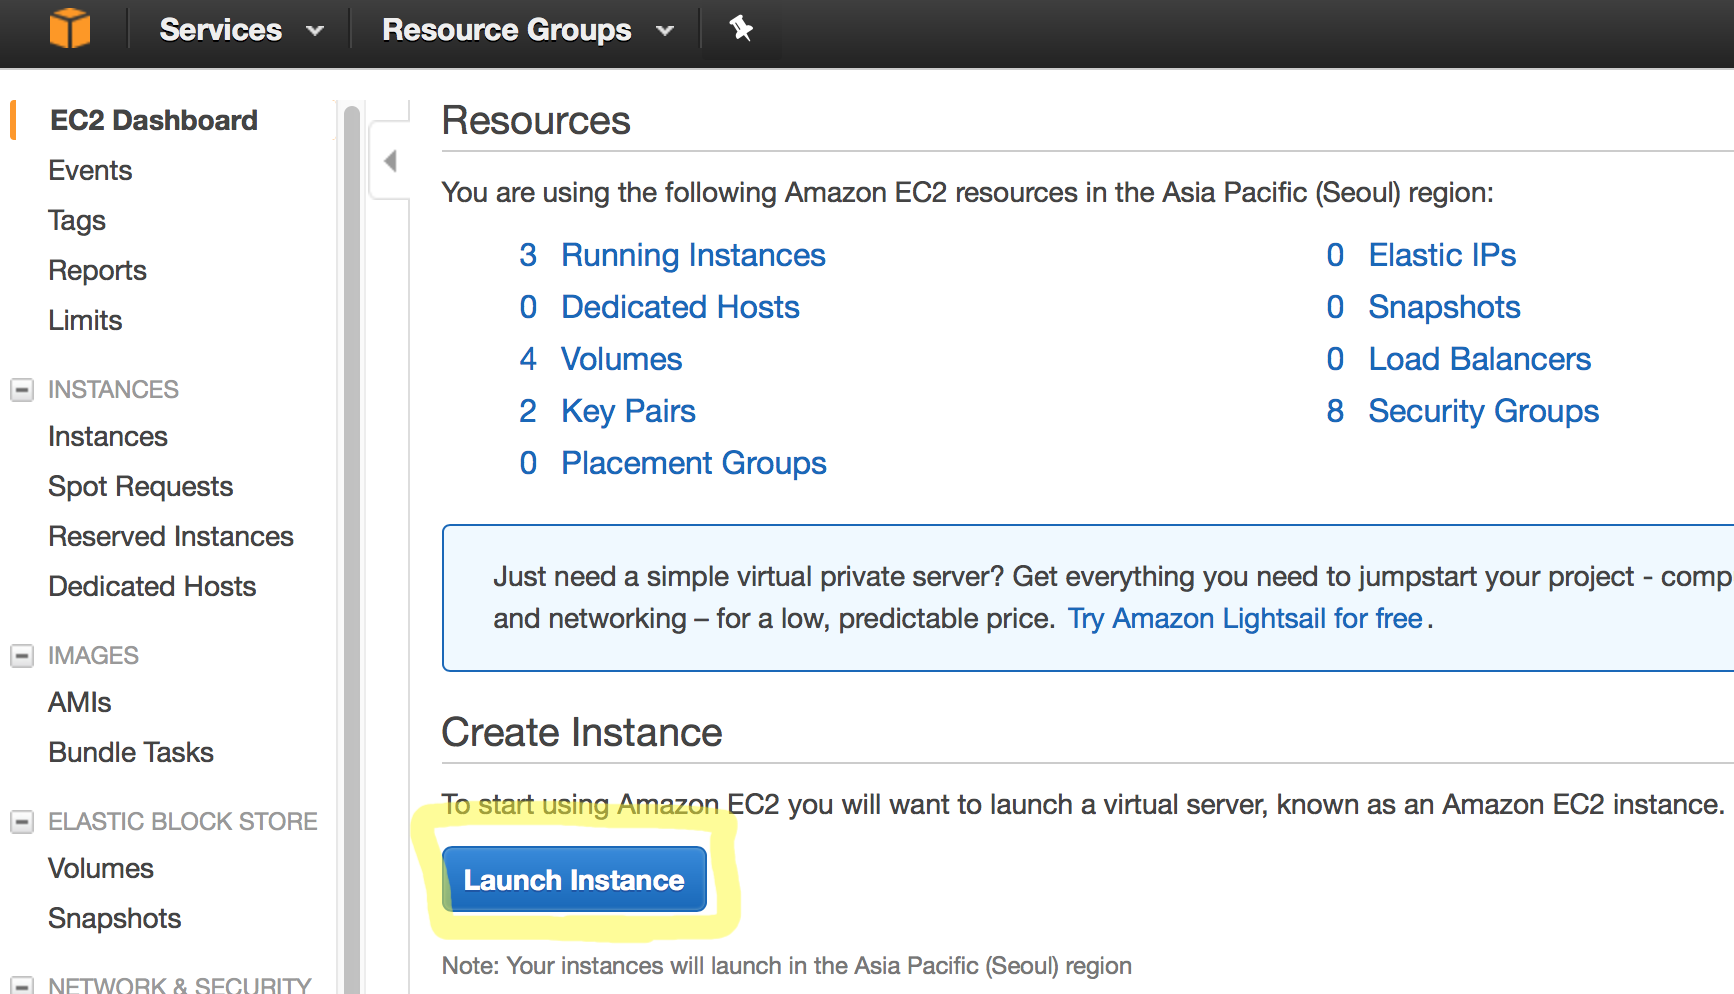 Services
Resource Groups
EC2 Dashboard
Events
Tags
Reports
Limits
INSTANCES
Instances
Spot Requests
Reserved Instances
Dedicated Hosts
IMAGES
AMIs
Bundle Tasks
ELASTIC BLOCK STORE
Volumes
Snapshots
NETWORK & SECURITY
Resources
You are using the following Amazon EC2 resources in the Asia Pacific (Seoul) region:
3 Running Instances
0 Dedicated Hosts
4 Volumes
2 Key Pairs
0 Placement Groups
0 Elastic IPs
0 Snapshots
0 Load Balancers
8 Security Groups
Just need a simple virtual private server? Get everything you need to jumpstart your project - comp
and networking – for a low, predictable price. Try Amazon Lightsail for free.
Create Instance
To start using Amazon EC2 you will want to launch a virtual server, known as an Amazon EC2 instance.
Launch Instance
Note: Your instances will launch in the Asia Pacific (Seoul) region